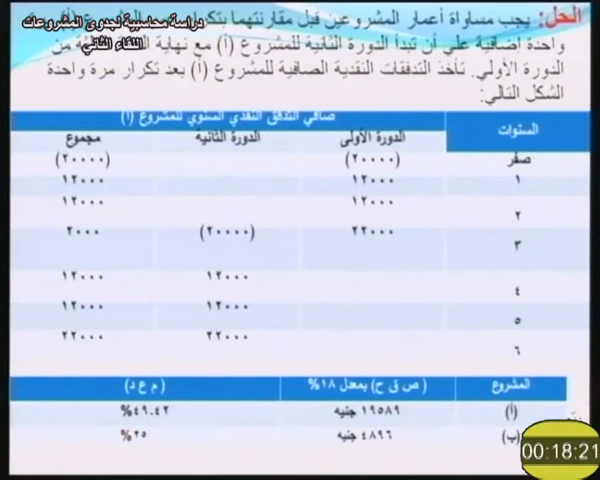 دراسة محاسبية لجدوى المشروعات
اللقاء الثاني
الحل: يجب مساواة أعمار المشروعين قبل مقارنتهما
واحدة إضافية على أن تبدأ الدورة الثانية للمشروع (أ) مع نهاية من
الدورة الأولي. تأخذ التدفقات النقدية الصافية للمشروع (أ) بعد تكرار مرة واحدة
الشكل التالي:
السنوات صافي التدفق النقدي السنوي للمشروع (أ)
الدورة الأولى الدورة الثانية مجموع
صفر (٢٠٠٠٠) (٢٠٠٠٠)
١ ١٢٠٠٠ ١٢٠٠٠
٢ ١٢٠٠٠ ١٢٠٠٠
٣ ٢٢٠٠٠ (٢٠٠٠٠) ٢٠٠٠
٤ ١٢٠٠٠ ١٢٠٠٠
٥ ١٢٠٠٠ ١٢٠٠٠
٦ ٢٢٠٠٠ ٢٢٠٠٠
المشروع (ص ق ح) بمعدل ١٨% (م ع د)
(أ) ١٩٥٨٩ جنيه ٤٩.٤٢%
(ب) ٤٨٩٦ جنيه ٢٥%
00:18:21